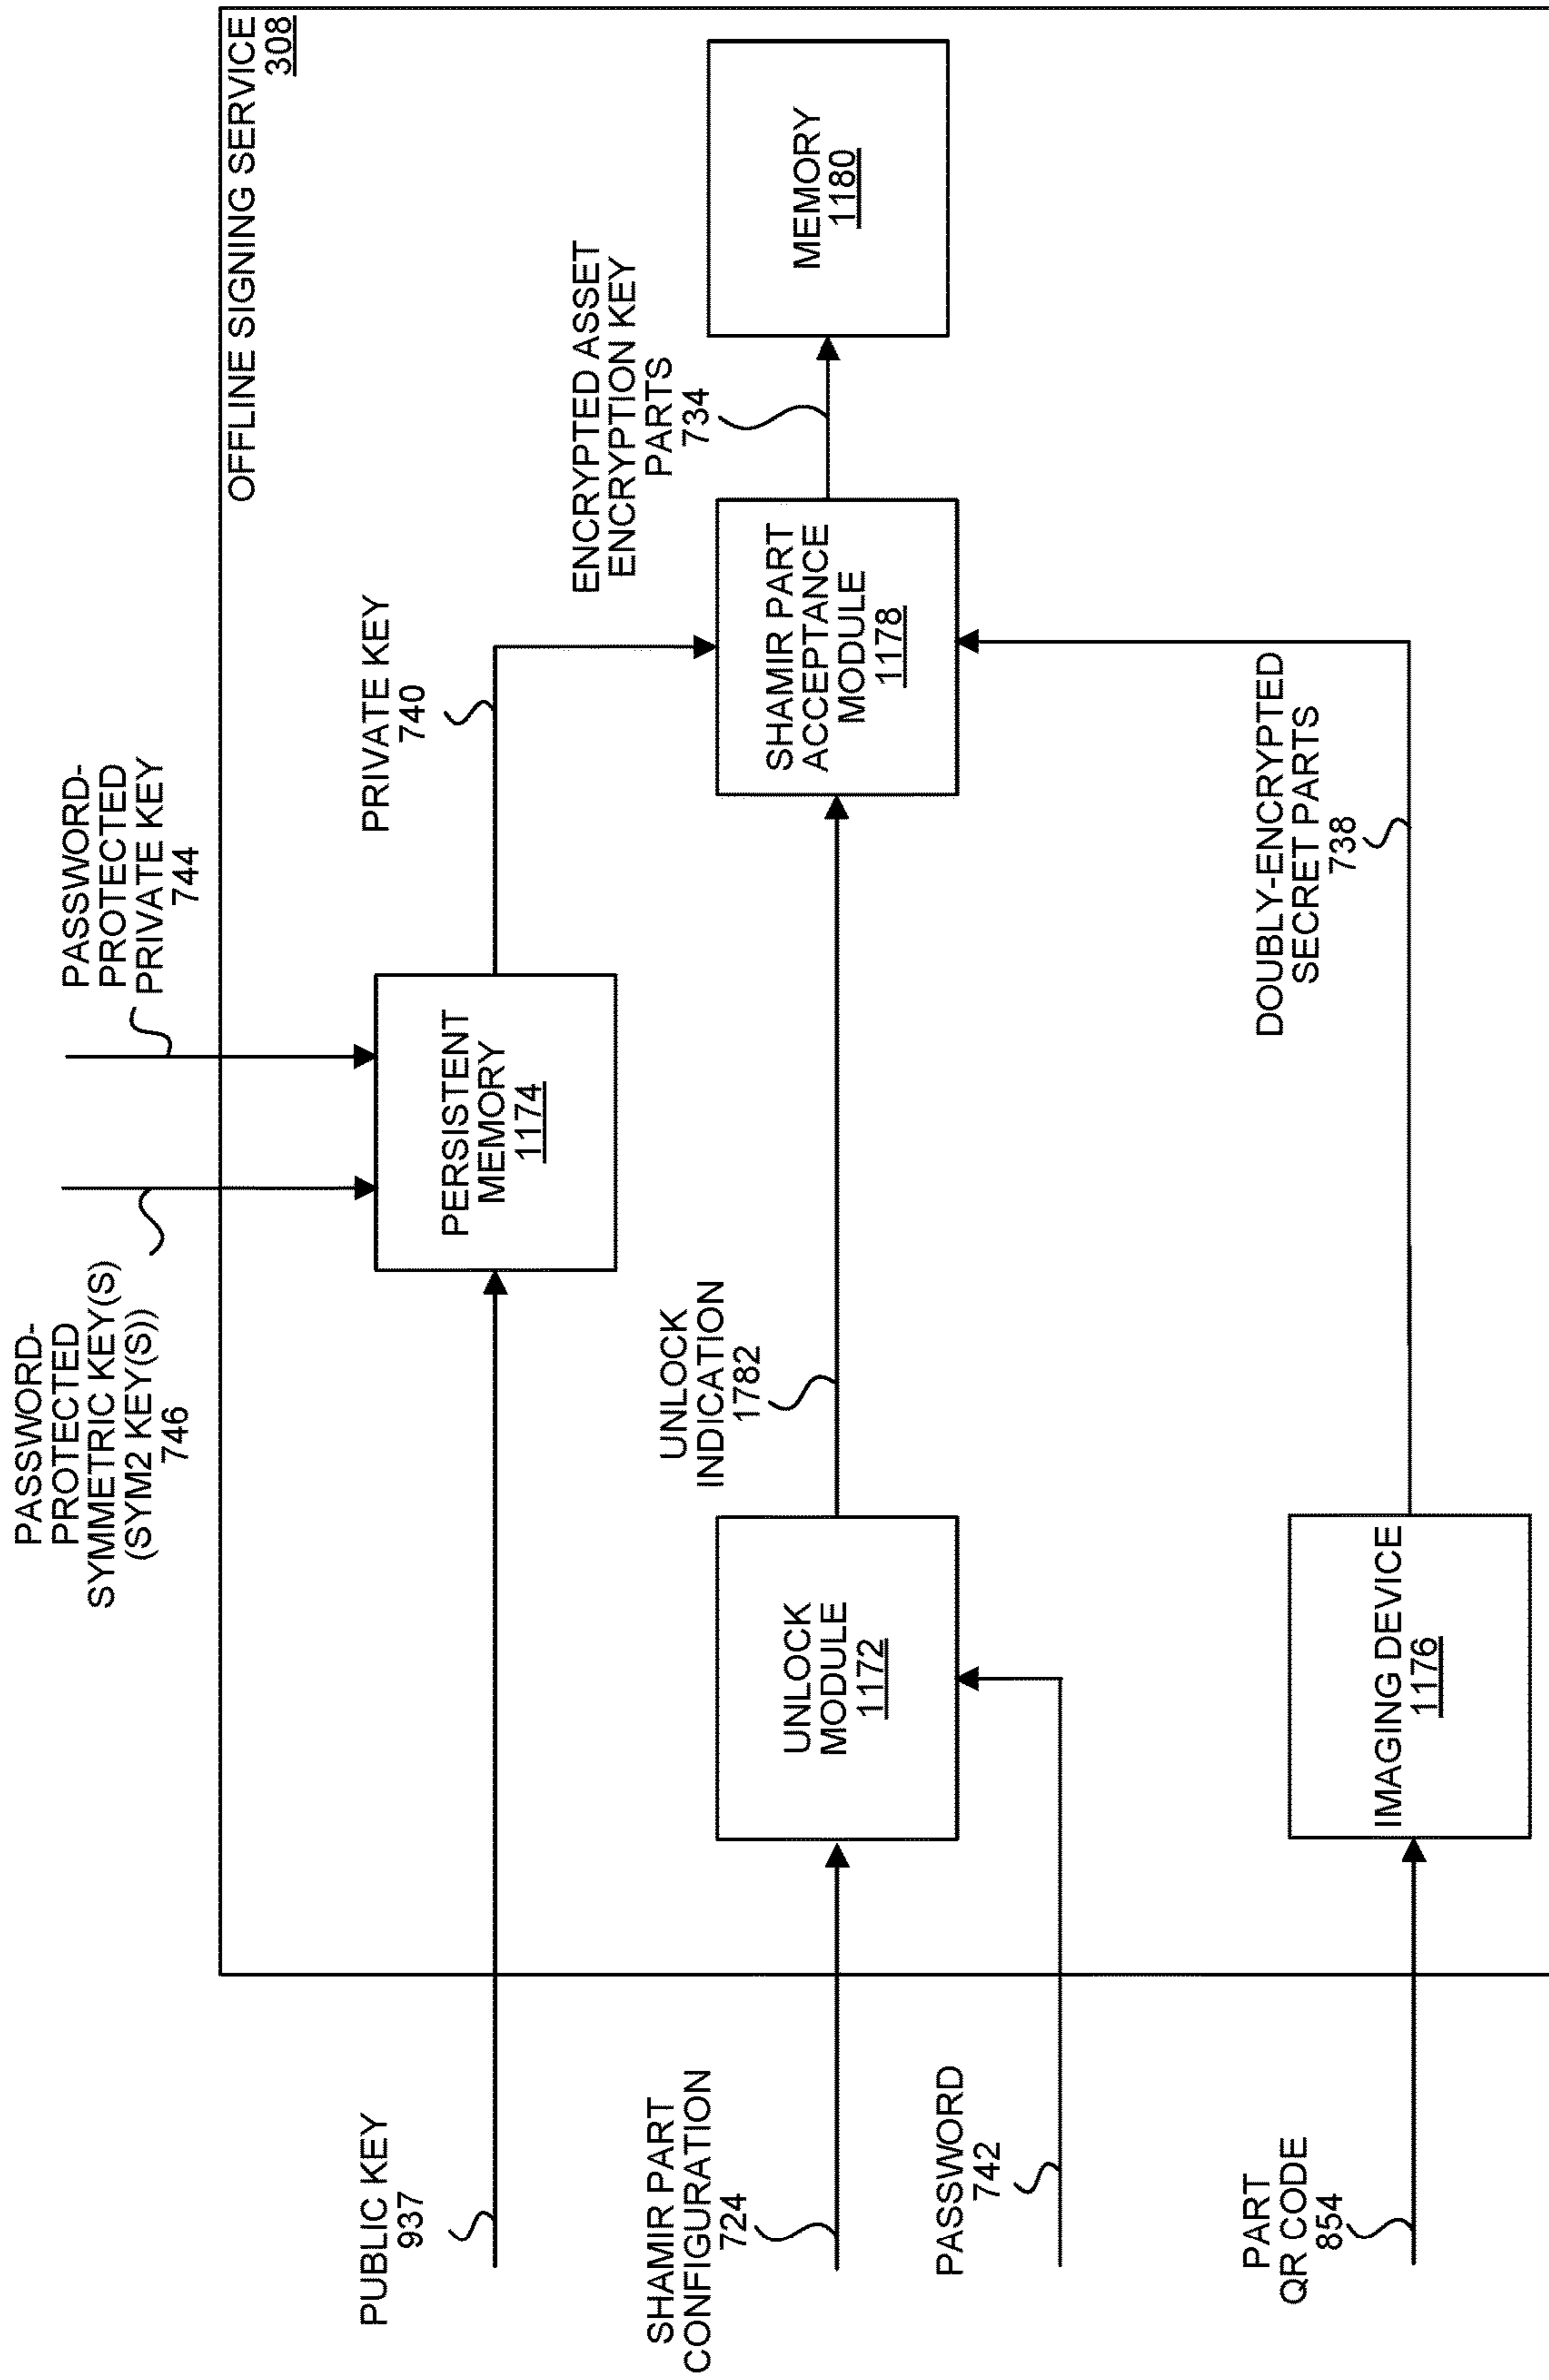 OFFLINE SIGNING SERVICE
308
PASSWORD-
PROTECTED
SYMMETRIC KEY(S)
(SYM2 KEY(S))
746
PASSWORD-
PROTECTED
PRIVATE KEY
744
PUBLIC KEY
937
PERSISTENT
MEMORY
1174
PRIVATE KEY
740
SHAMIR PART
CONFIGURATION
724
UNLOCK
MODULE
1172
UNLOCK
INDICATION
1782
SHAMIR PART
ACCEPTANCE
MODULE
1178
ENCRYPTED ASSET
ENCRYPTION KEY
PARTS
734
MEMORY
1180
PASSWORD
742
PART
QR CODE
854
IMAGING DEVICE
1176
DOUBLY-ENCRYPTED
SECRET PARTS
738